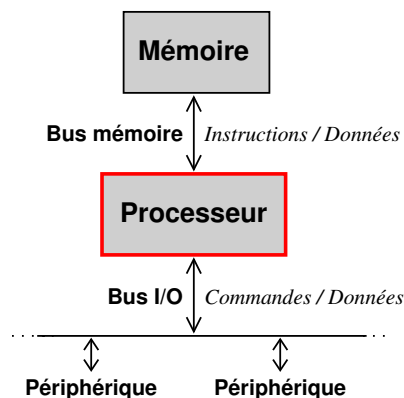 Mémoire
Bus mémoire Instructions / Données
Processeur
Bus I/O Commandes / Données
Périphérique Périphérique